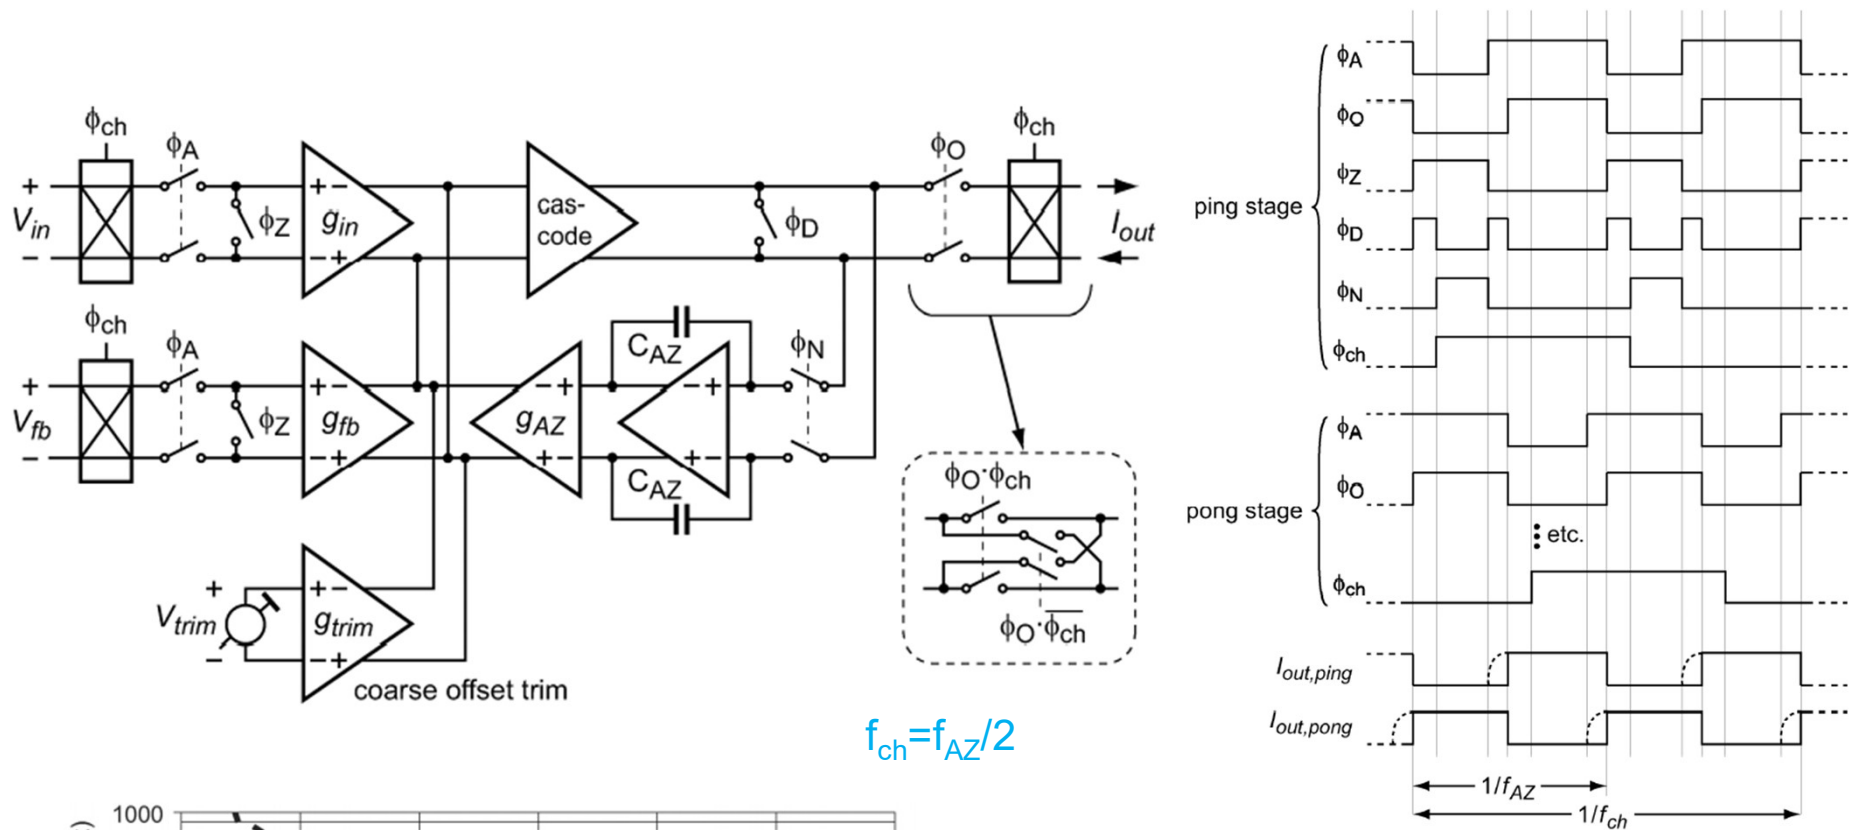 ϕch
ϕA
+
Vin
−
ϕZ
+ −
gin
− +
cas-
code
ϕD
ϕO
ϕch
Iout
ϕch
ϕA
+
Vfb
−
ϕZ
+ −
gfb
− +
− +
gAZ
+ −
CAZ
CAZ
− +
+ −
ϕN
+
Vtrim
−
+ −
gtrim
− +
coarse offset trim
ϕO·ϕch
ϕO·ϕ̅ch
fch=fAZ/2
1000
)
ping stage
ϕA
ϕO
ϕZ
ϕD
ϕN
ϕch
pong stage
ϕA
ϕO
etc.
ϕch
Iout,ping
Iout,pong
1/fAZ
1/fch